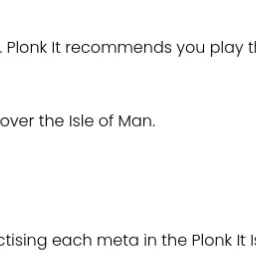 . Plonk It recommends you play th
over the Isle of Man.
ctising each meta in the Plonk It Is